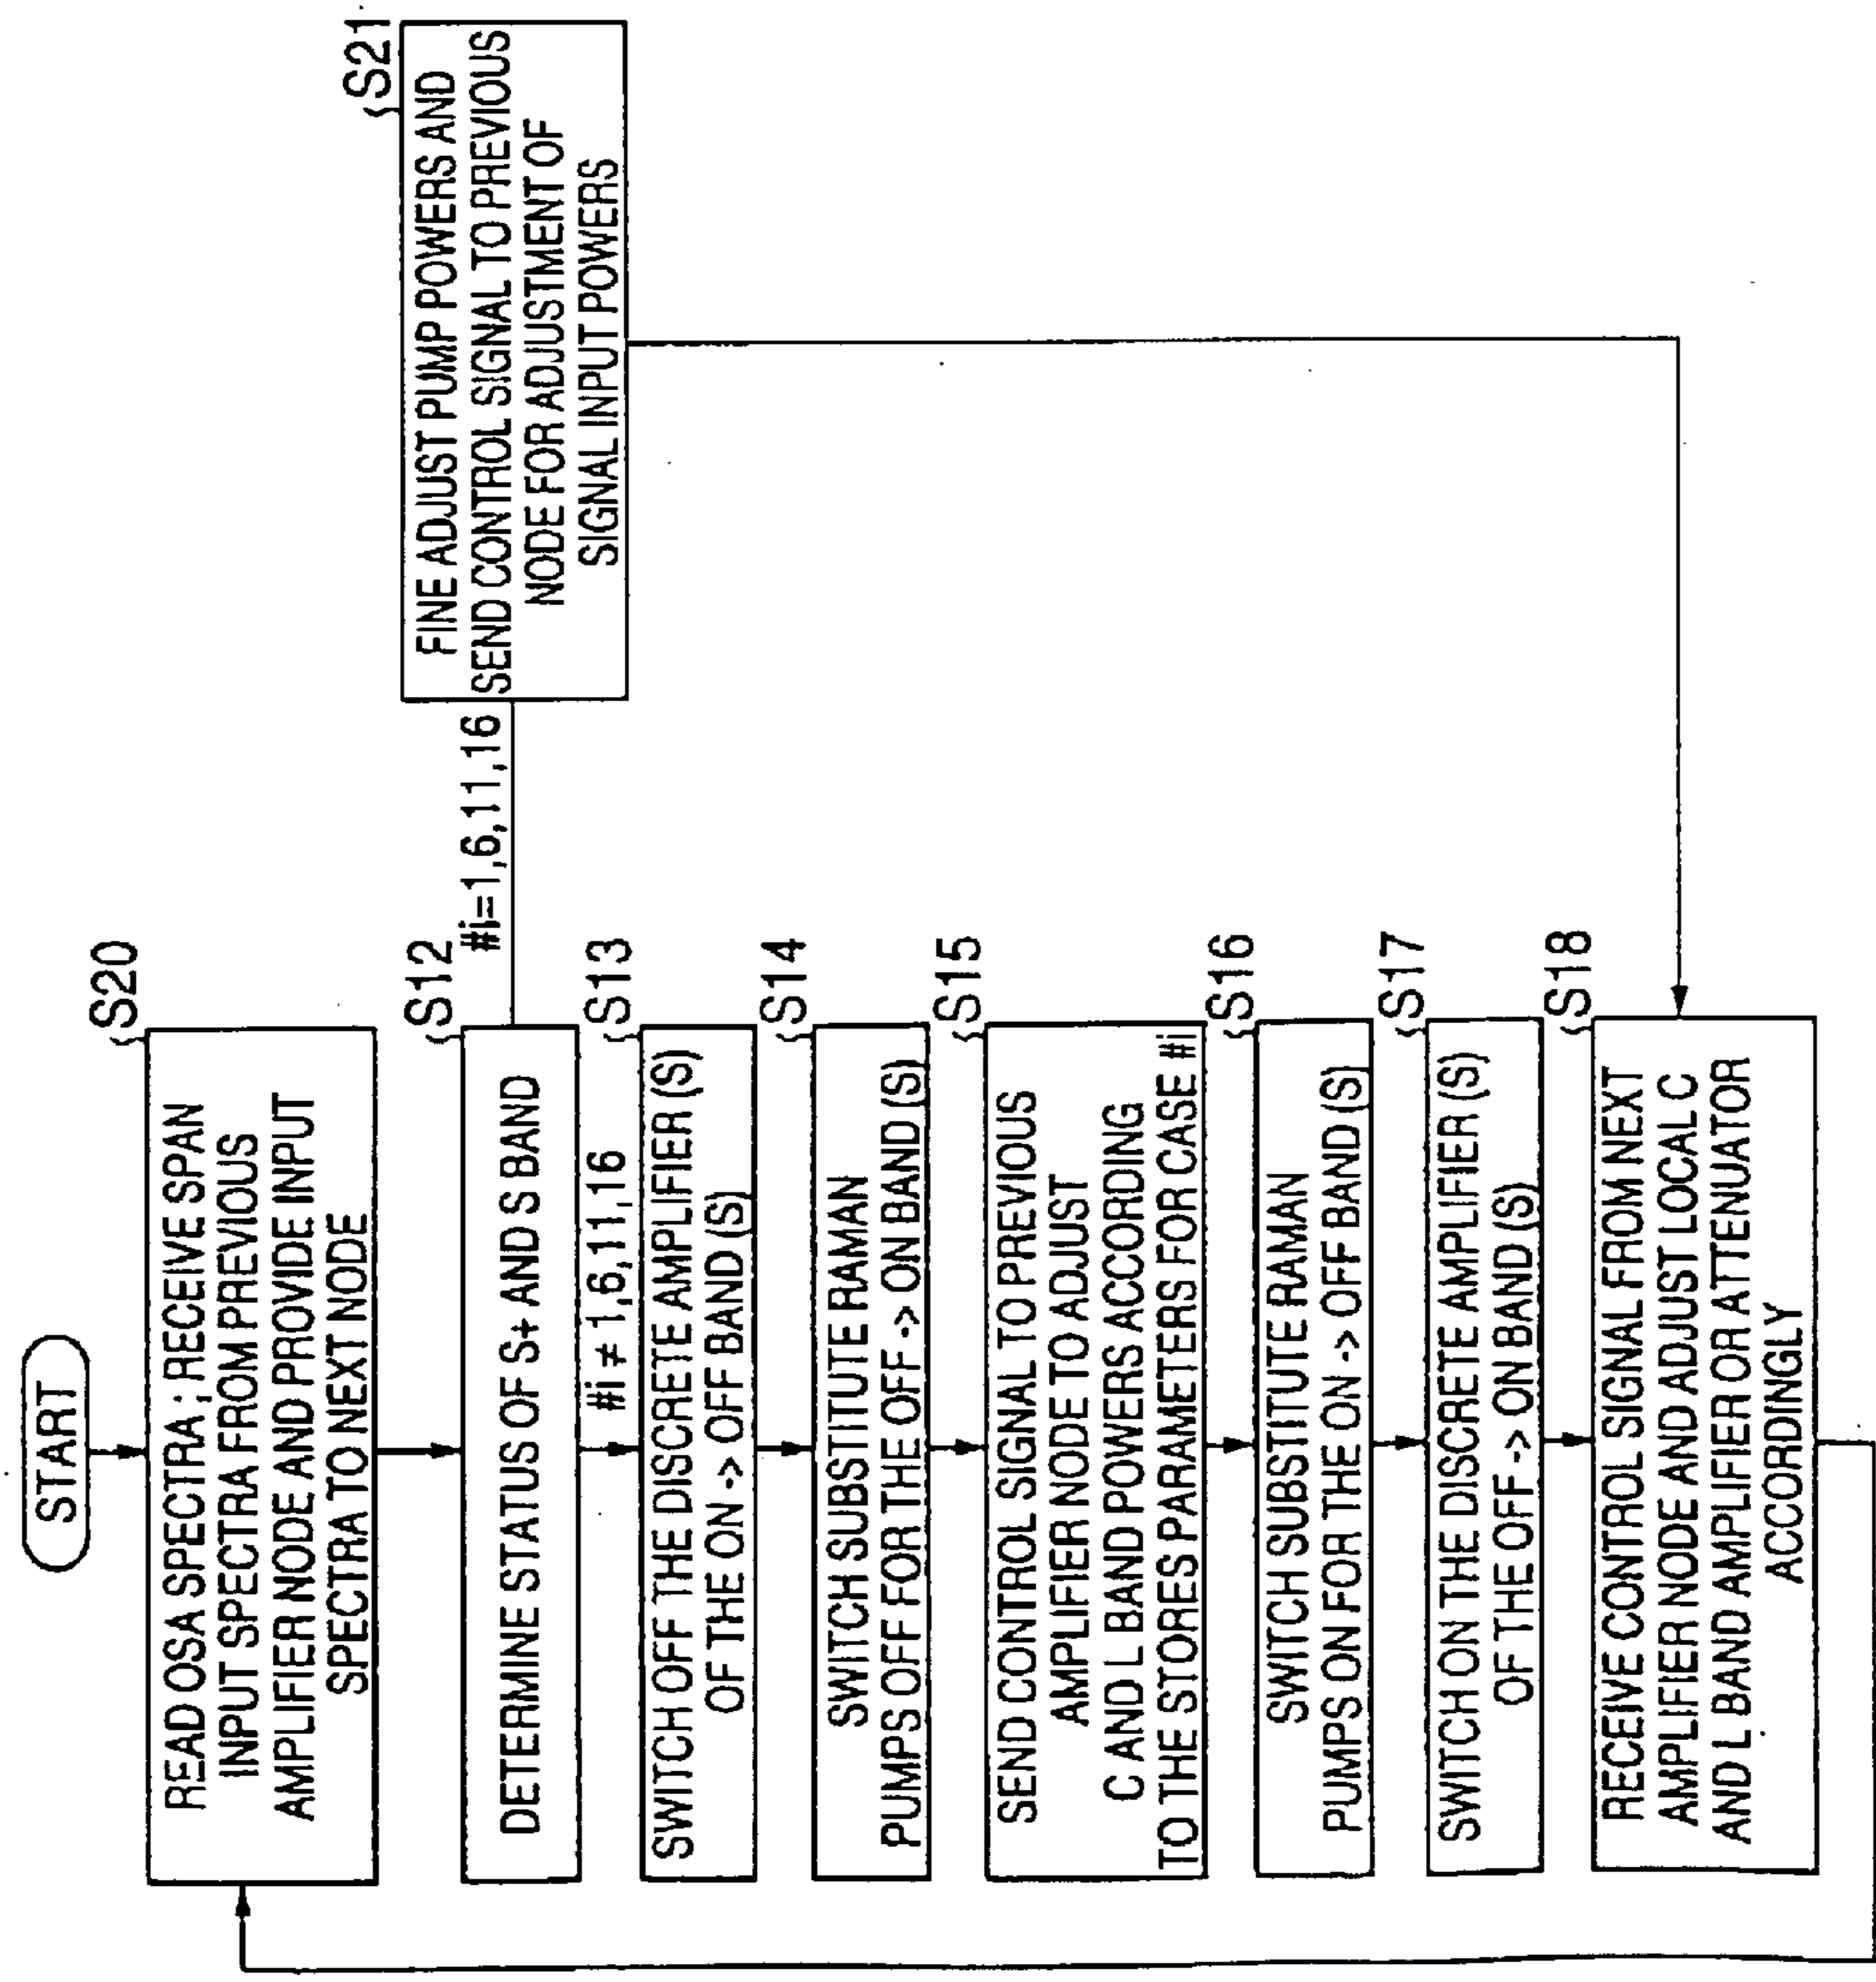 START
S20
READ OSA SPECTRA ; RECEIVE SPAN
INPUT SPECTRA FROM PREVIOUS
AMPLIFIER NODE, AND PROVIDE INPUT
SPECTRA TO NEXT NODE
S12
DETERMINE STATUS OF S+ AND S BAND
#i=1,6,11,16
S21
FINE ADJUST PUMP POWERS AND
SEND CONTROL SIGNAL TO PREVIOUS
NODE FOR ADJUSTMENT OF
SIGNAL INPUT POWERS
#i ≠ 1,6,11,16
S13
SWITCH OFF THE DISCRETE AMPLIFIER (S)
OF THE ON -> OFF BAND (S)
S14
SWITCH SUBSTITUTE RAMAN
PUMPS OFF FOR THE OFF -> ON BAND (S)
S15
SEND CONTROL SIGNAL TO PREVIOUS
AMPLIFIER NODE TO ADJUST
C AND L BAND POWERS ACCORDING
TO THE STORES PARAMETERS FOR CASE #i
S16
SWITCH SUBSTITUTE RAMAN
PUMPS ON FOR THE ON -> OFF BAND (S)
S17
SWITCH ON THE DISCRETE AMPLIFIER (S)
OF THE OFF -> ON BAND (S)
S18
RECEIVE CONTROL SIGNAL FROM NEXT
AMPLIFIER NODE AND ADJUST LOCAL C
AND L BAND AMPLIFIER OR ATTENUATOR
ACCORDINGLY